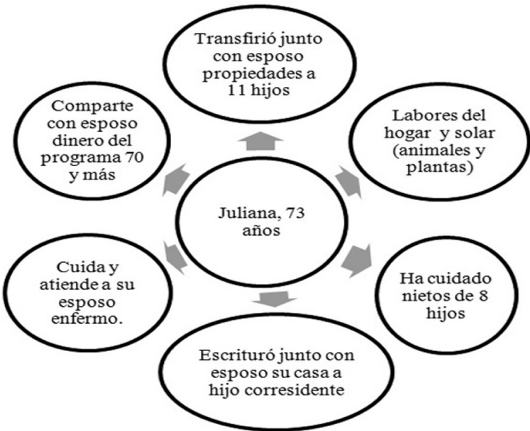 Transfirió junto
con esposo
propiedades a
11 hijos
Labores del
hogar y solar
(animales y
plantas)
Ha cuidado
nietos de 8
hijos
Escrituró junto con
esposo su casa a
hijo corresidente
Cuida y
atiende a su
esposo
enfermo.
Comparte
con esposo
dinero del
programa 70
y más
Juliana, 73
años